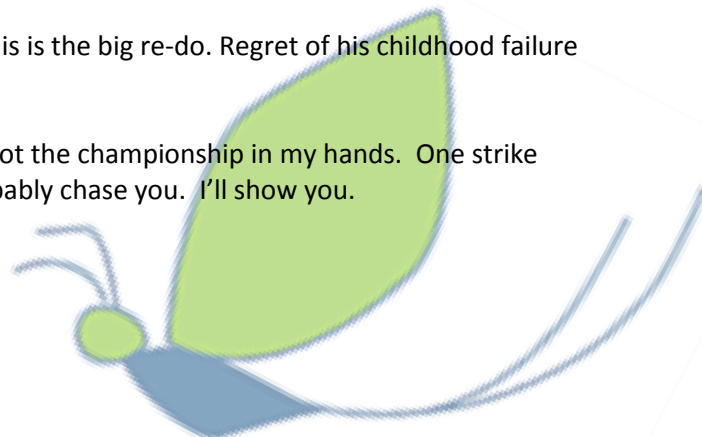 is is the big re-do. Regret of his childhood failure
ot the championship in my hands.  One strike
bably chase you.  I'll show you.